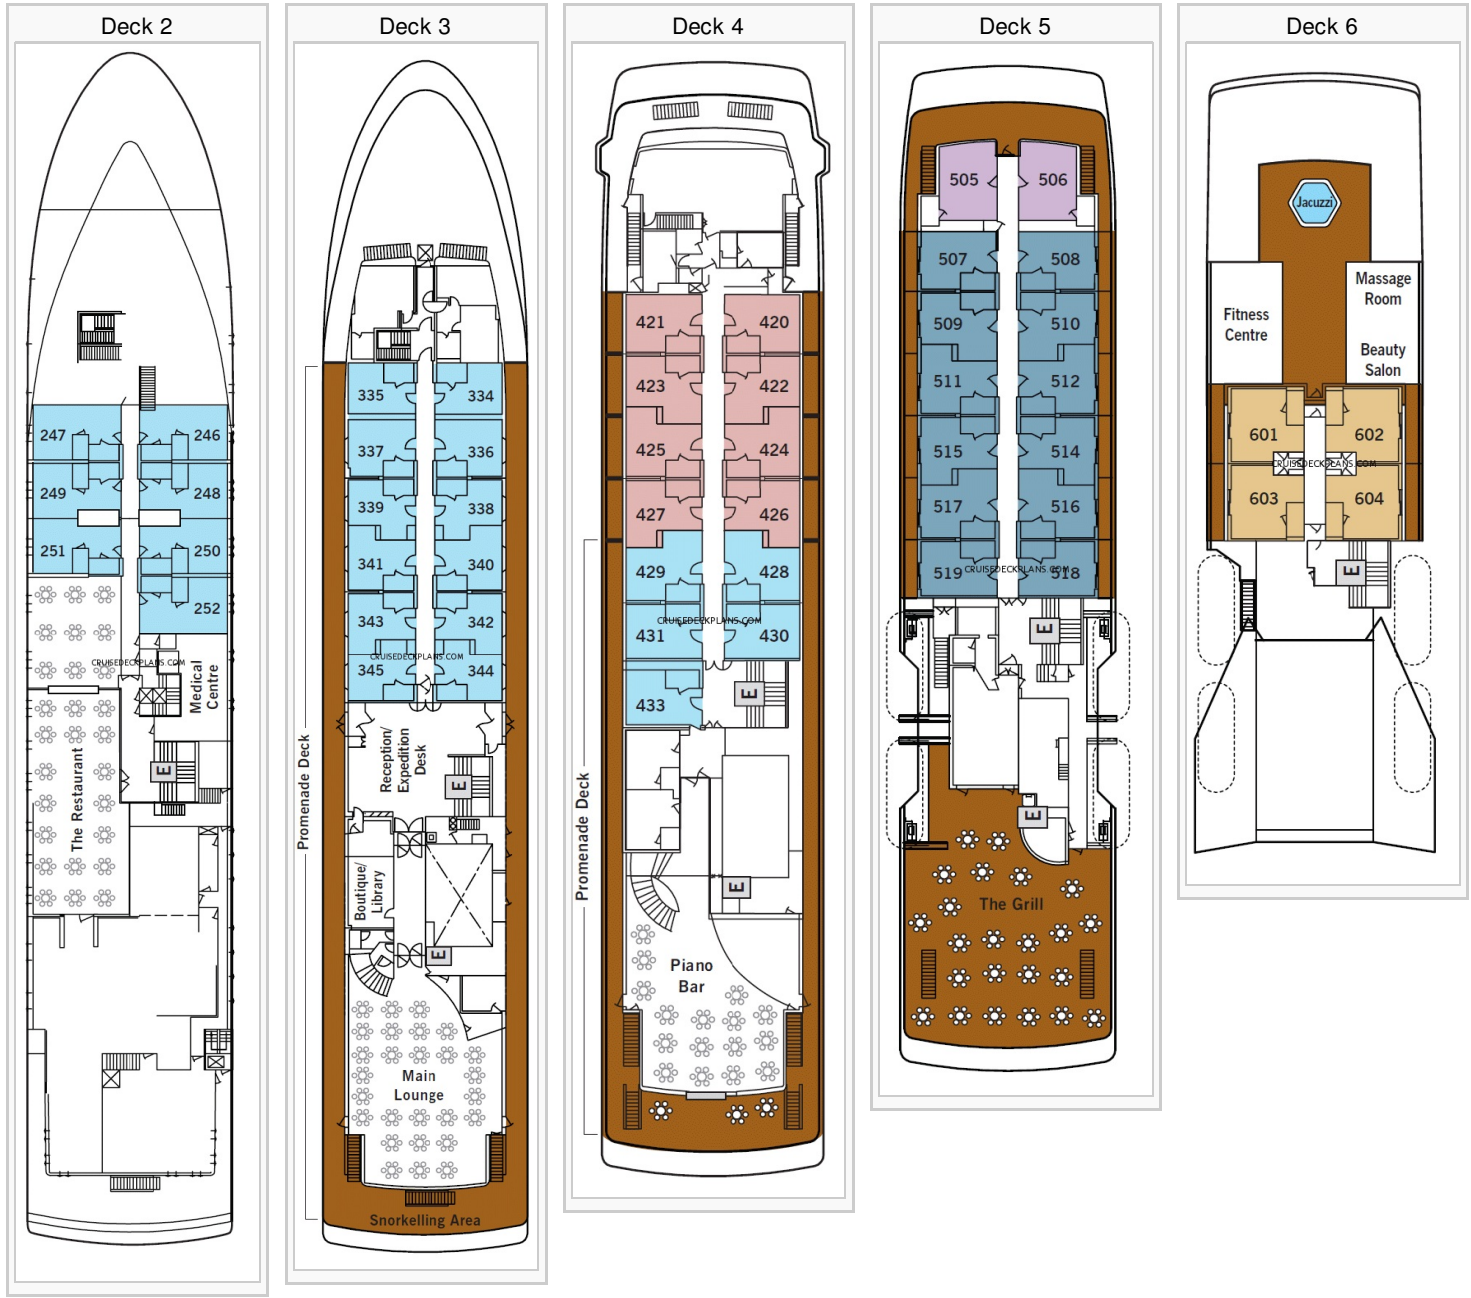 Deck 2
247
246
249
248
251
250
252
CRUISEDECKPLANS.COM
Medical
Centre
The Restaurant
E
Deck 3
335
334
337
336
339
338
341
340
343
342
CRUISEDECKPLANS.COM
345
344
Promenade Deck
Reception/
Expedition
Desk
E
Boutique/
Library
E
Main
Lounge
Snorkelling Area
Deck 4
421
420
423
422
425
424
427
426
429
428
CRUISEDECKPLANS.COM
431
430
433
E
Promenade Deck
E
Piano
Bar
Deck 5
505
506
507
508
509
510
511
512
515
514
517
516
CRUISEDECKPLANS.COM
519
518
E
E
The Grill
Deck 6
Jacuzzi
Massage
Room
Fitness
Centre
Beauty
Salon
601
602
CRUISEDECKPLANS.COM
603
604
E